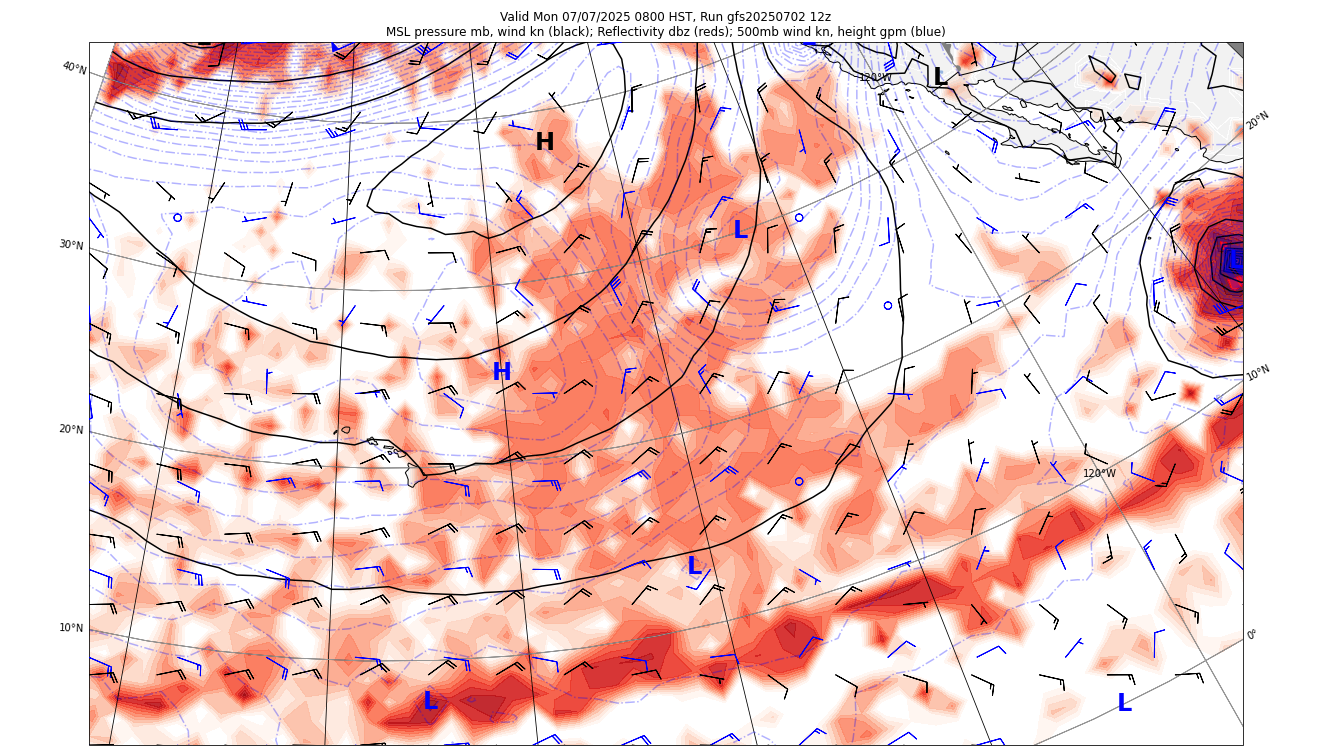 Valid Mon 07/07/2025 0800 HST, Run gfs20250702 12z
MSL pressure mb, wind kn (black); Reflectivity dbz (reds); 500mb wind kn, height gpm (blue)
40°N
120°W
L
20°N
H
L
30°N
H
10°N
20°N
120°W
L
10°N
0°
L
L